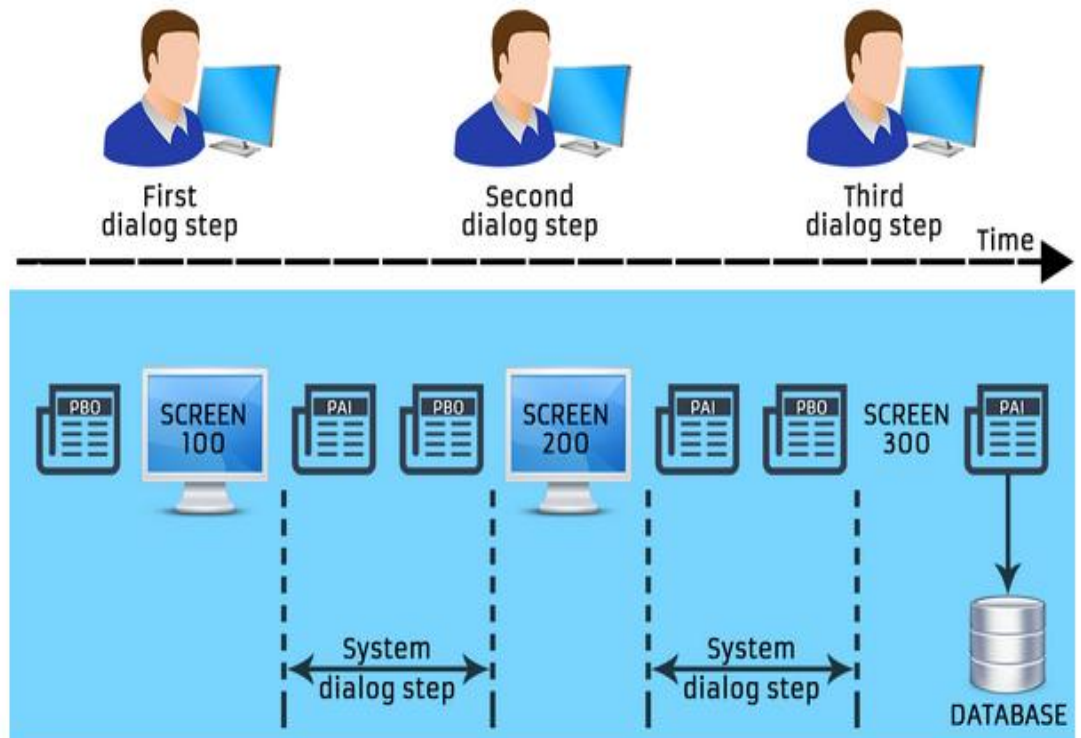 First
dialog step
Second
dialog step
Third
dialog step
Time
PBO
SCREEN
100
PAI
PBO
SCREEN
200
PAI
PBO
SCREEN
300
PAI
System
dialog step
System
dialog step
DATABASE